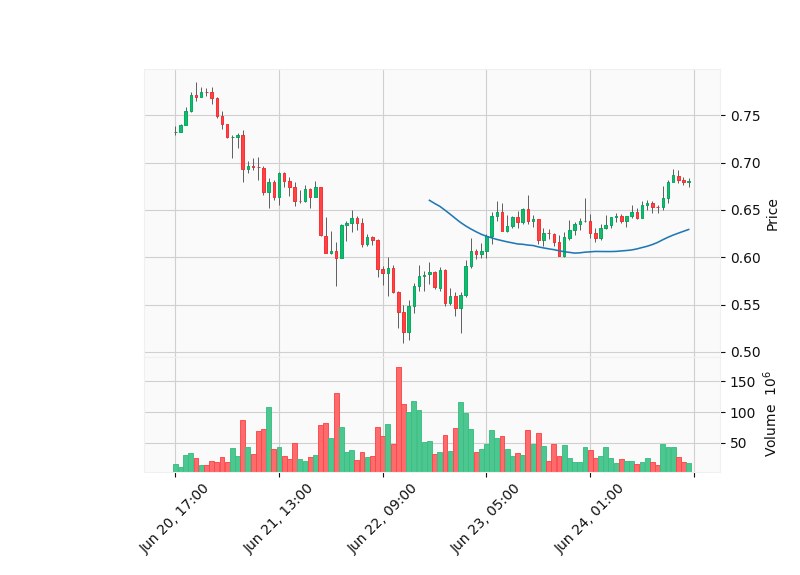 0.75
0.70
0.65
0.60
0.55
0.50
Price
150
100
50
Volume 10^6
Jun 20, 17:00
Jun 21, 13:00
Jun 22, 09:00
Jun 23, 05:00
Jun 24, 01:00